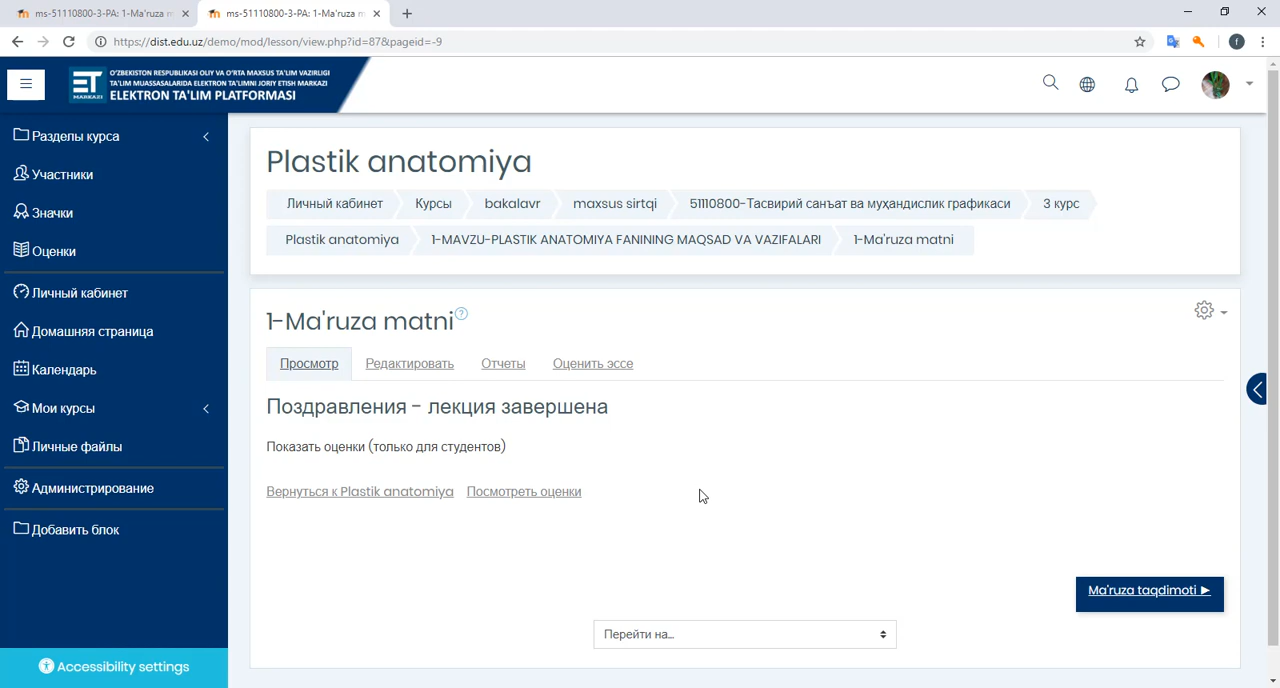 ms-51110800-3-PA: 1-Ma'ruza m
ms-51110800-3-PA: 1-Ma'ruza m
https://dist.edu.uz/demo/mod/lesson/view.php?id=87&pageid=-9
f
O'ZBEKISTON RESPUBLIKASI OLIY VA O'RTA MAXSUS TA'LIM VAZIRLIGI
TA'LIM MUASSASALARIDA ELEKTRON TA'LIMNI JORIY ETISH MARKAZI
ELEKTRON TA'LIM PLATFORMASI
ET
MARKAZI
Разделы курса
Участники
Значки
Оценки
Личный кабинет
Домашняя страница
Календарь
Мои курсы
Личные файлы
Администрирование
Добавить блок
Accessibility settings
Plastik anatomiya
Личный кабинет Курсы bakalavr maxsus sirtqi 51110800-Тасвирий санъат ва муҳандислик графикаси 3 курс
Plastik anatomiya 1-MAVZU-PLASTIK ANATOMIYA FANINING MAQSAD VA VAZIFALARI 1-Ma'ruza matni
1-Ma'ruza matni
Просмотр Редактировать Отчеты Оценить эссе
Поздравления - лекция завершена
Показать оценки (только для студентов)
Вернуться к Plastik anatomiya Посмотреть оценки
Ma'ruza taqdimoti ►
Перейти на...